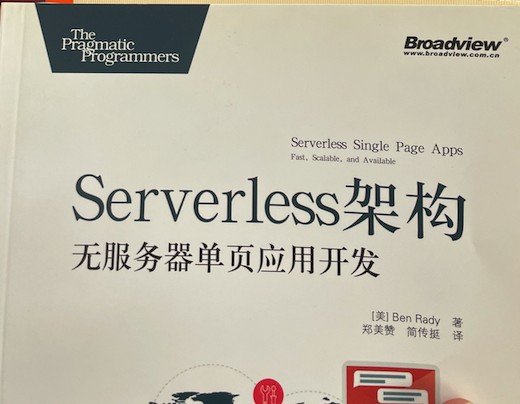 The
Pragmatic
Programmers
Broadview®
www.broadview.com.cn
Serverless Single Page Apps
Fast, Scalable, and Available
Serverless架构
无服务器单页应用开发
[美] Ben Rady 著
郑美赞 简传挺 译